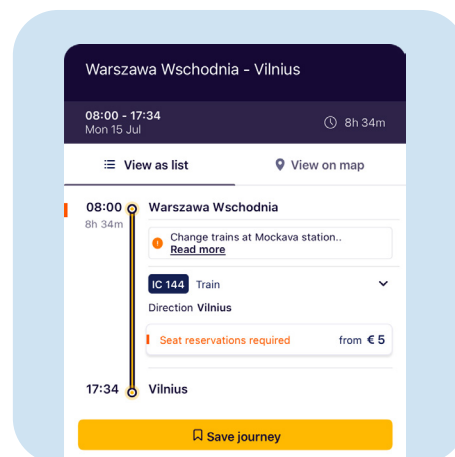 Warszawa Wschodnia - Vilnius
08:00 - 17:34
Mon 15 Jul
8h 34m
View as list
View on map
08:00 Warszawa Wschodnia
8h 34m
Change trains at Mockava station..
Read more
IC 144 Train
Direction Vilnius
Seat reservations required from € 5
17:34 Vilnius
Save journey